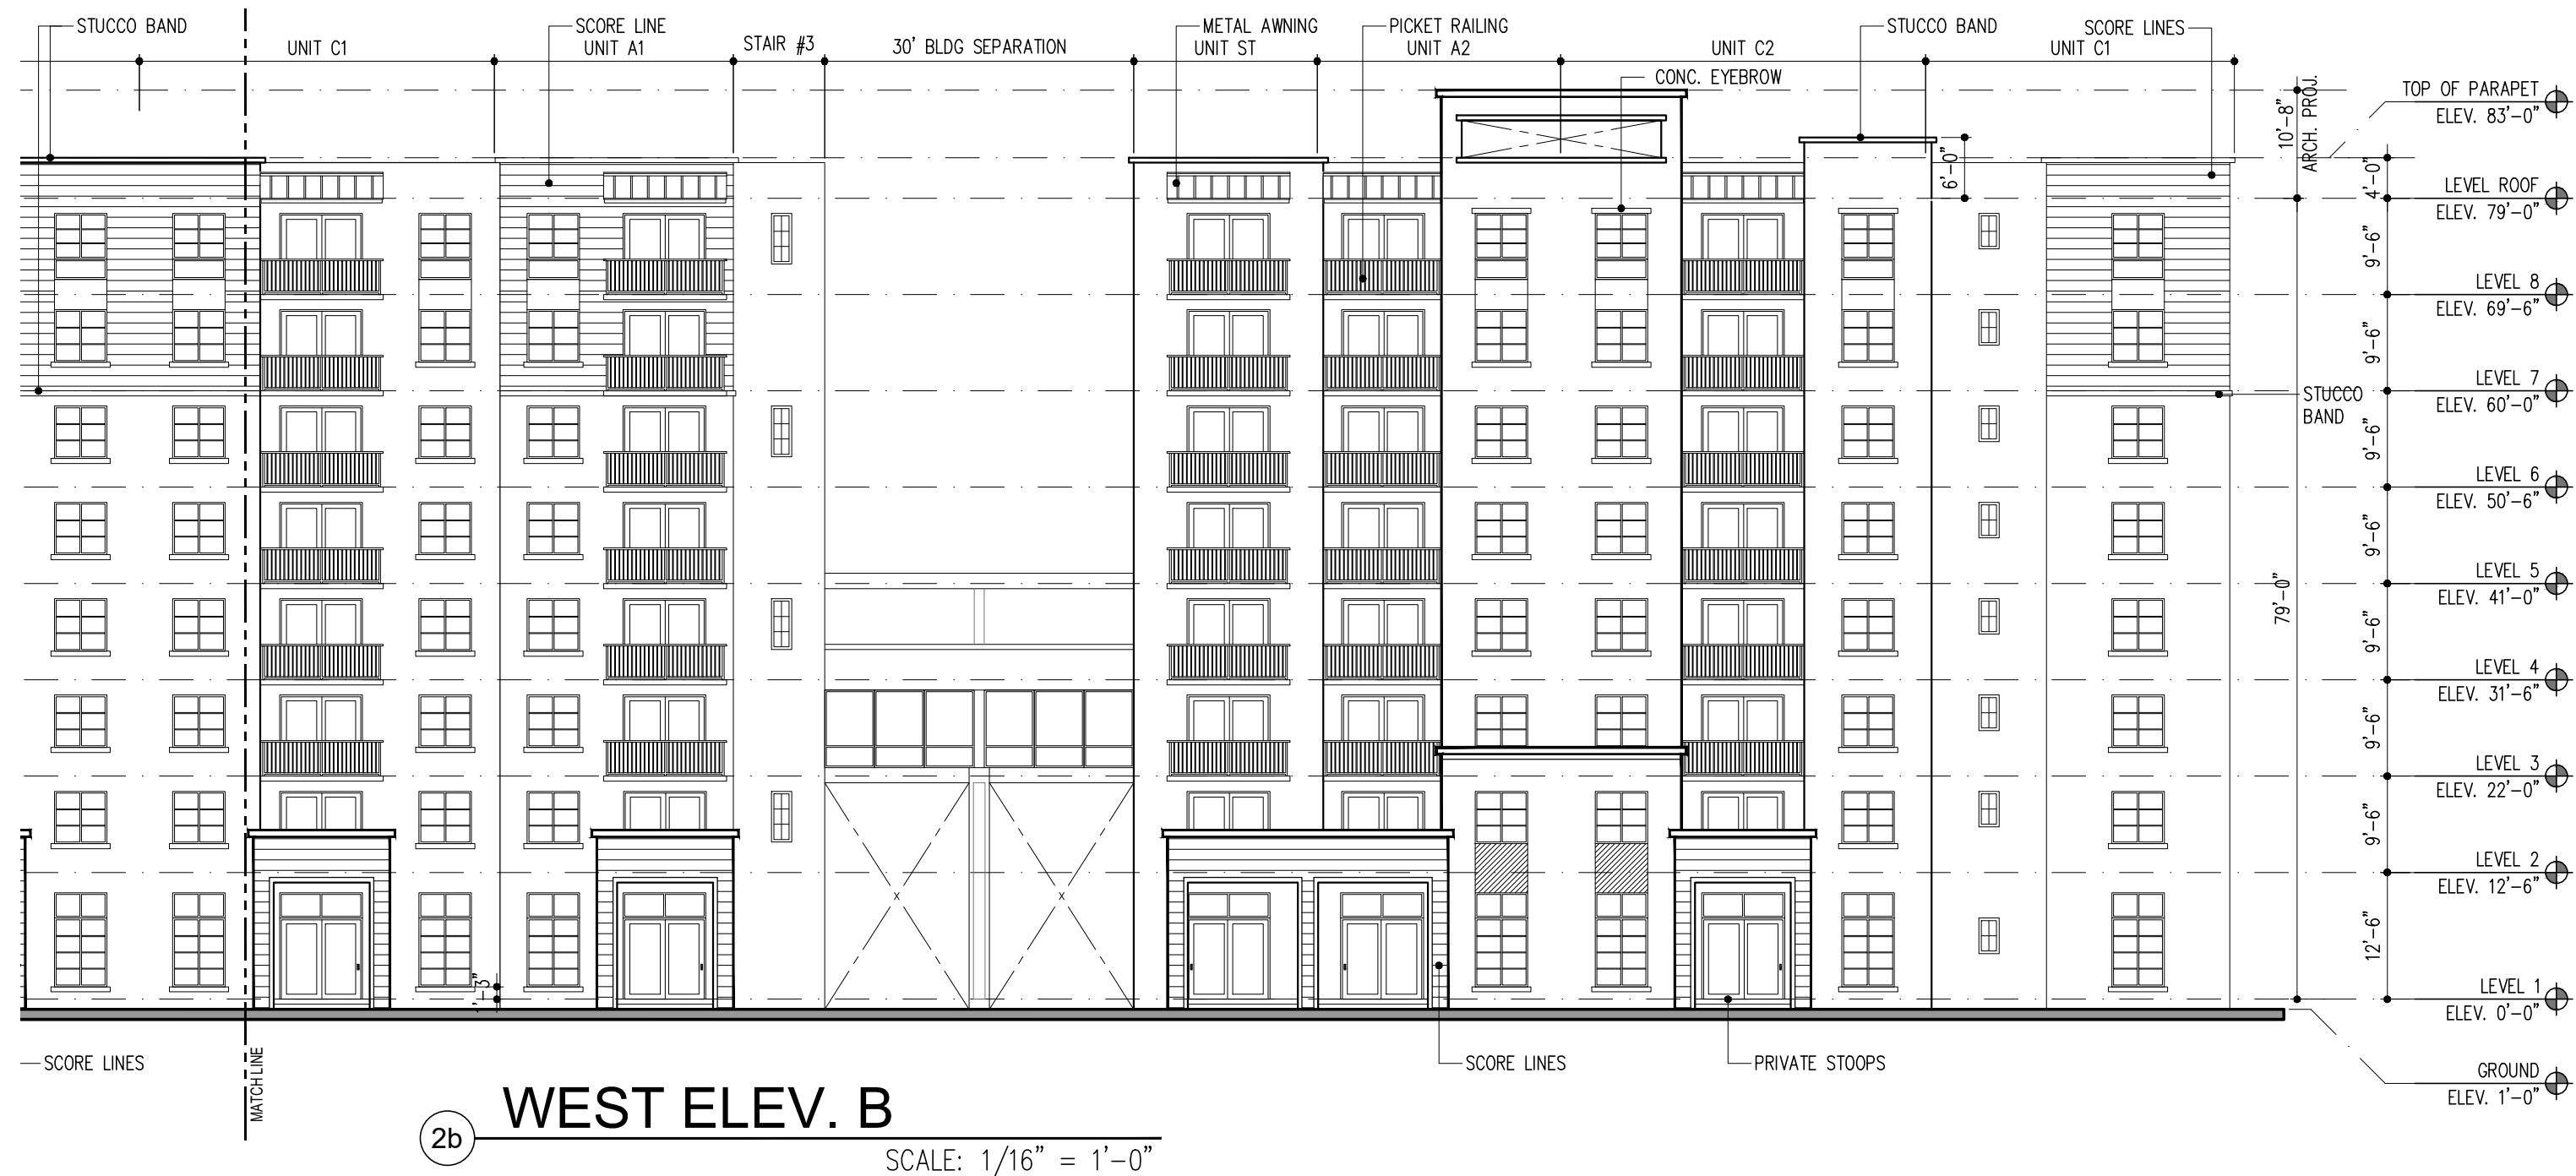 STUCCO BAND
SCORE LINE
METAL AWNING
PICKET RAILING
STUCCO BAND
SCORE LINES
UNIT C1
UNIT A1
STAIR #3
30' BLDG SEPARATION
UNIT ST
UNIT A2
UNIT C2
UNIT C1
CONC. EYEBROW
10'-8"
ARCH. PROJ.
TOP OF PARAPET
ELEV. 83'-0"
6'-0"
4'-0"
LEVEL ROOF
ELEV. 79'-0"
9'-6"
LEVEL 8
ELEV. 69'-6"
9'-6"
LEVEL 7
ELEV. 60'-0"
STUCCO
BAND
9'-6"
LEVEL 6
ELEV. 50'-6"
9'-6"
LEVEL 5
ELEV. 41'-0"
79'-0"
9'-6"
LEVEL 4
ELEV. 31'-6"
9'-6"
LEVEL 3
ELEV. 22'-0"
9'-6"
LEVEL 2
ELEV. 12'-6"
X
X
12'-6"
LEVEL 1
ELEV. 0'-0"
SCORE LINES
MATCHLINE
SCORE LINES
PRIVATE STOOPS
GROUND
ELEV. 1'-0"
2b
WEST ELEV. B
SCALE: 1/16" = 1'-0"